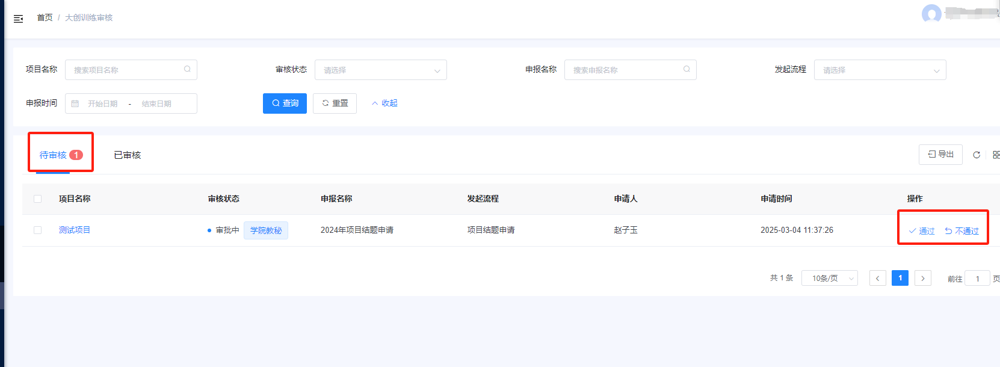 首页 / 大创训练审核
项目名称 搜索项目名称 审核状态 请选择 申报名称 搜索申报名称 发起流程 请选择
申报时间 开始日期 - 结束日期 查询 重置 收起
待审核 1 已审核 导出
项目名称 审核状态 申报名称 发起流程 申请人 申请时间 操作
测试项目 审批中 学院教秘 2024年项目结题申请 项目结题申请 赵子玉 2025-03-04 11:37:26 通过 不通过
共 1 条 10条/页 1 前往 1 页